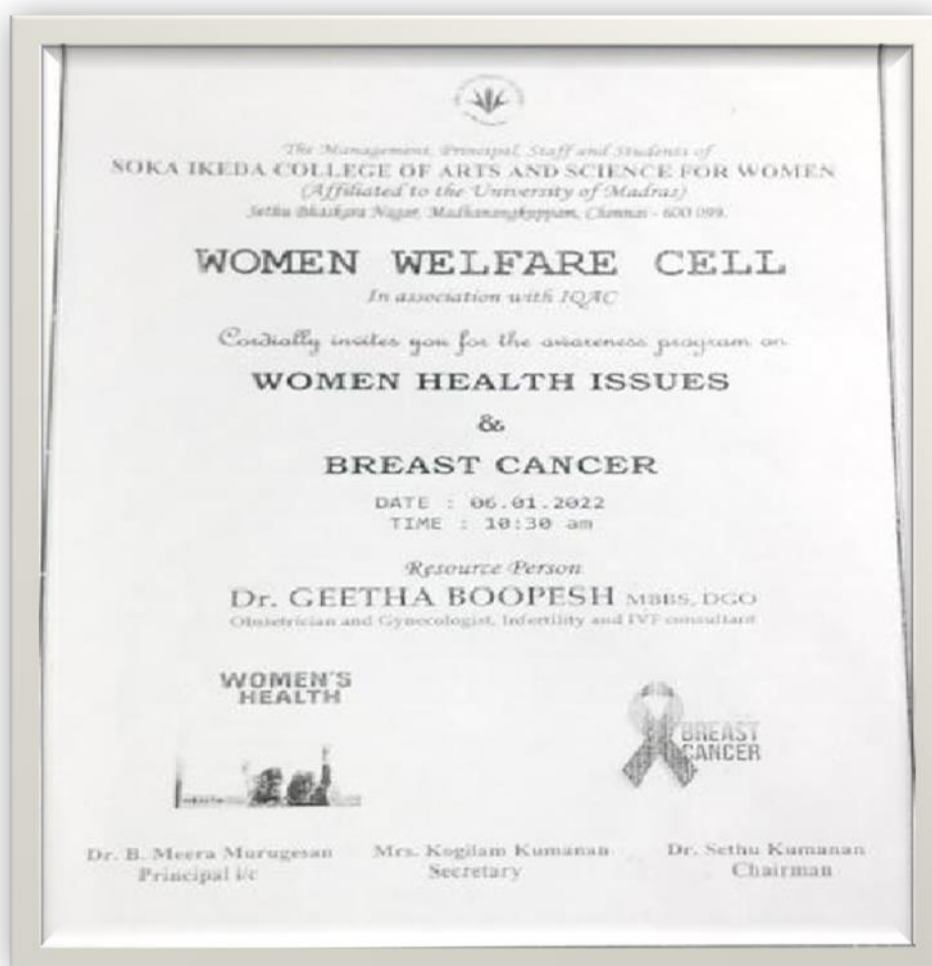 The Management, Principal, Staff and Students of
SOKA IKEDA COLLEGE OF ARTS AND SCIENCE FOR WOMEN
(Affiliated to the University of Madras)
Sethu Bhaskara Nagar, Madhanangkuppam, Chennai - 600 099.
WOMEN WELFARE CELL
In association with IQAC
Cordially invites you for the awareness program on
WOMEN HEALTH ISSUES
&
BREAST CANCER
DATE : 06.01.2022
TIME : 10:30 am
Resource Person
Dr. GEETHA BOOPESH MBBS, DGO
Obstetrician and Gynecologist, Infertility and IVF consultant
WOMEN'S
HEALTH
BREAST
CANCER
Dr. B. Meera Murugesan Mrs. Kogilam Kumanan Dr. Sethu Kumanan
Principal i/c Secretary Chairman